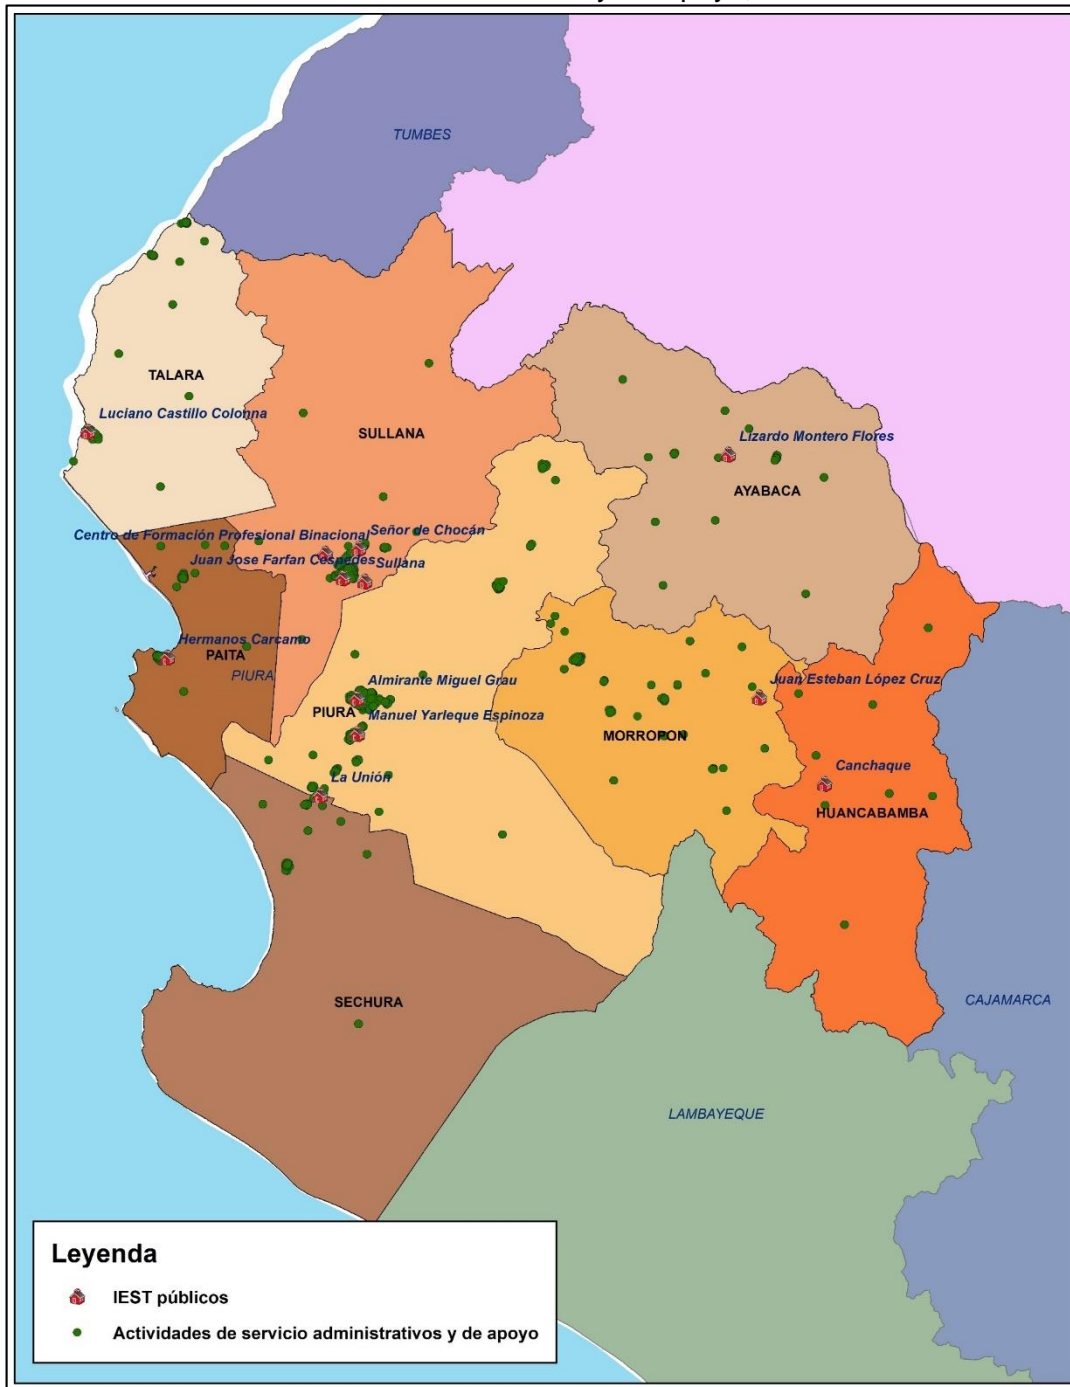 TUMBES
TALARA
Luciano Castillo Colonna
SULLANA
Lizardo Montero Flores
AYABACA
Centro de Formación Profesional Binacional
Señor de Chocán
Juan Jose Farfan Céspedes
Sullana
Hermanos Carcamo
PAITA
PIURA
Almirante Miguel Grau
Juan Esteban López Cruz
PIURA
Manuel Yarleque Espinoza
MORROPON
La Unión
Canchaque
HUANCABAMBA
SECHURA
CAJAMARCA
LAMBAYEQUE
Leyenda
IEST públicos
Actividades de servicio administrativos y de apoyo